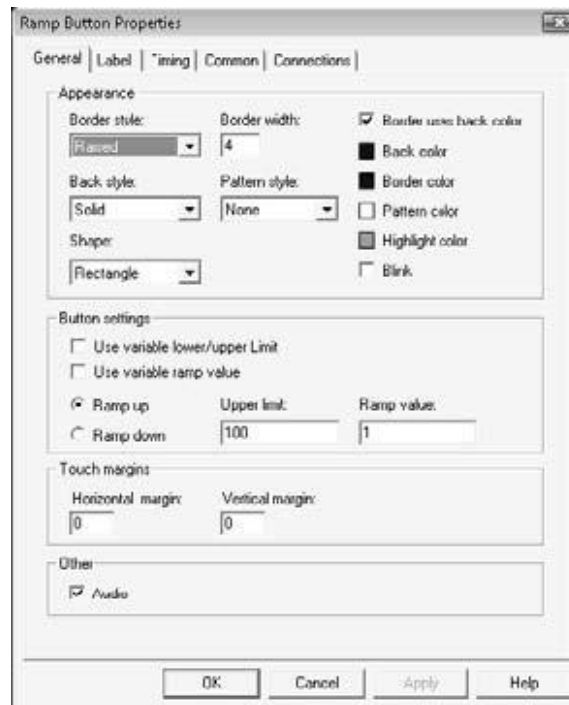 Ramp Button Properties
General Label Timing Common Connections
Appearance
Border style: Border width: Border uses back color
Raised 4 Back color
Back style: Pattern style: Border color
Solid None Pattern color
Shape: Highlight color
Rectangle Blink
Button settings
Use variable lower/upper Limit
Use variable ramp value
Ramp up Upper limit: Ramp value:
Ramp down 100 1
Touch margins
Horizontal margin: Vertical margin:
0 0
Other
Audio
OK Cancel Apply Help